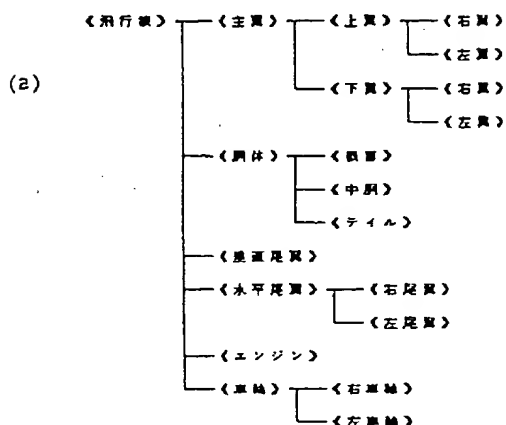 《飛行機》 《主翼》 《上翼》 《右翼》
《左翼》
(2) 《下翼》 《右翼》
《左翼》
《胴体》
《中胴》
《テイル》
《垂直尾翼》
《水平尾翼》 《右尾翼》
《左尾翼》
《エンジン》
《車輪》 《右車輪》
《左車輪》